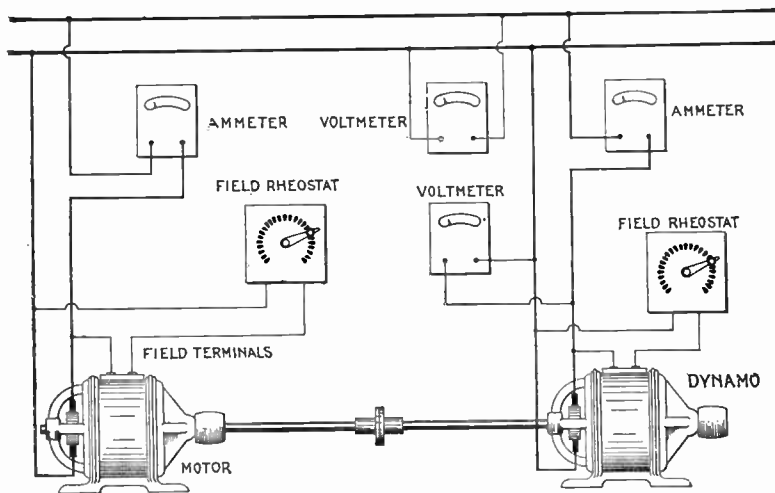 AMMETER
VOLTMETER
AMMETER
FIELD RHEOSTAT
VOLTMETER
FIELD RHEOSTAT
FIELD TERMINALS
DYNAMO
MOTOR